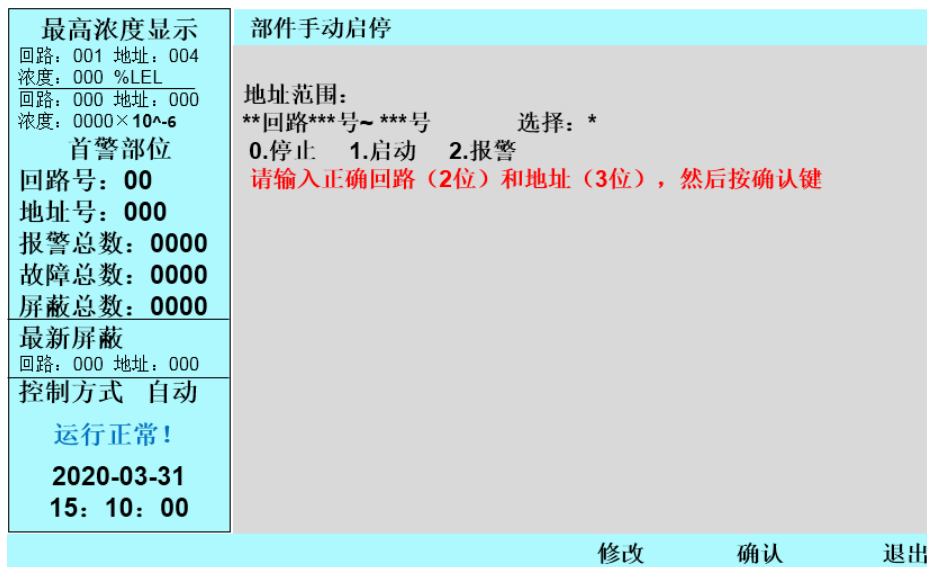 最高浓度显示
回路：001 地址：004
浓度：000 %LEL
回路：000 地址：000
浓度：0000×10^-6
首警部位
回路号：00
地址号：000
报警总数：0000
故障总数：0000
屏蔽总数：0000
最新屏蔽
回路：000 地址：000
控制方式 自动
运行正常！
2020-03-31
15：10：00
部件手动启停
地址范围：
**回路***号~ ***号 选择：*
0.停止 1.启动 2.报警
请输入正确回路（2位）和地址（3位），然后按确认键
修改 确认 退出